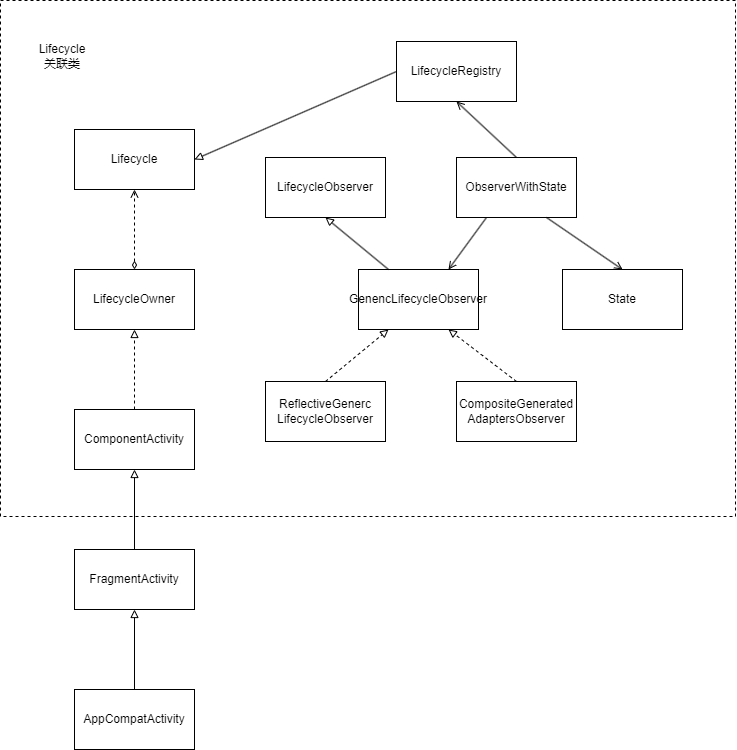 Lifecycle
关联类
LifecycleRegistry
Lifecycle
LifecycleObserver
ObserverWithState
LifecycleOwner
GenencLifecycleObserver
State
ReflectiveGenerc
LifecycleObserver
CompositeGenerated
AdaptersObserver
ComponentActivity
FragmentActivity
AppCompatActivity